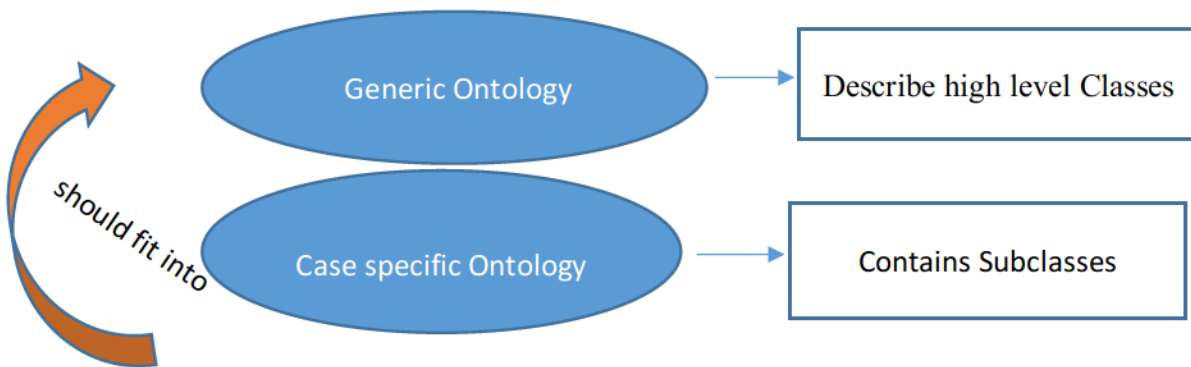 Generic Ontology
Describe high level Classes
should fit into
Case specific Ontology
Contains Subclasses